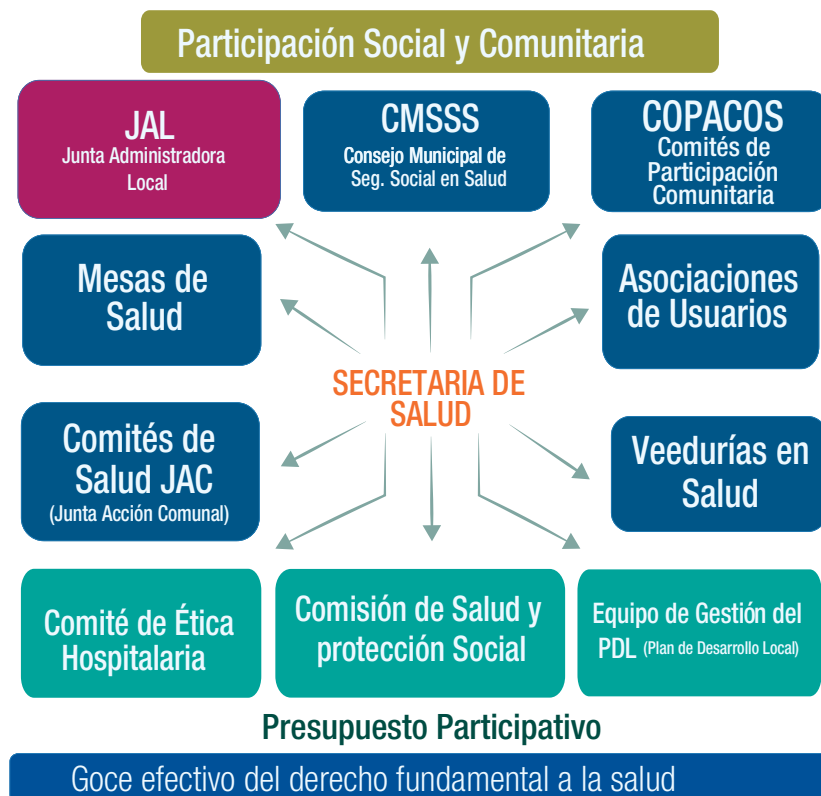 Participación Social y Comunitaria
JAL
Junta Administradora
Local
CMSSS
Consejo Municipal de
Seg. Social en Salud
COPACOS
Comités de
Participación
Comunitaria
Mesas de
Salud
Asociaciones
de Usuarios
SECRETARIA DE
SALUD
Comités de
Salud JAC
(Junta Acción Comunal)
Veedurías en
Salud
Comité de Ética
Hospitalaria
Comisión de Salud y
protección Social
Equipo de Gestión del
PDL (Plan de Desarrollo Local)
Presupuesto Participativo
Goce efectivo del derecho fundamental a la salud